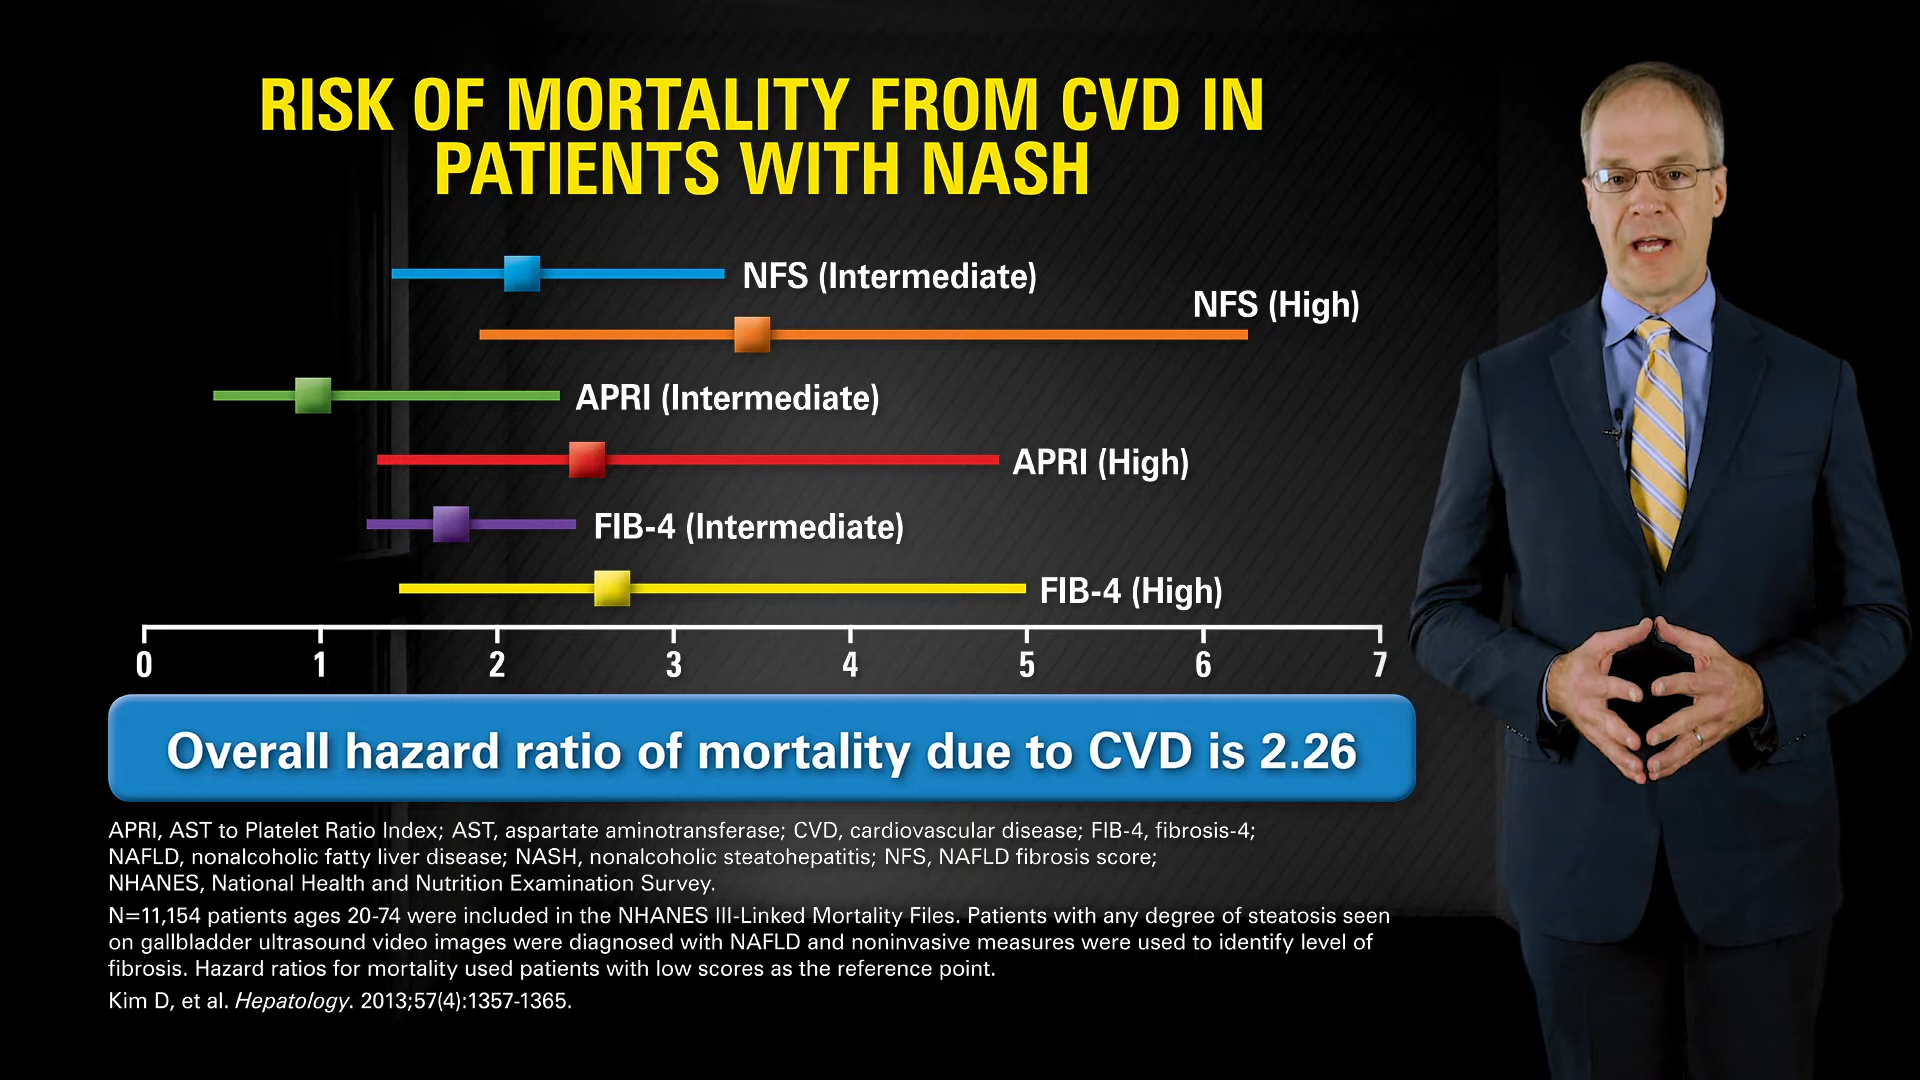 RISK OF MORTALITY FROM CVD IN
PATIENTS WITH NASH
NFS (Intermediate)
NFS (High)
APRI (Intermediate)
APRI (High)
FIB-4 (Intermediate)
FIB-4 (High)
0 1 2 3 4 5 6 7
Overall hazard ratio of mortality due to CVD is 2.26
APRI, AST to Platelet Ratio Index; AST, aspartate aminotransferase; CVD, cardiovascular disease; FIB-4, fibrosis-4;
NAFLD, nonalcoholic fatty liver disease; NASH, nonalcoholic steatohepatitis; NFS, NAFLD fibrosis score;
NHANES, National Health and Nutrition Examination Survey.
N=11,154 patients ages 20-74 were included in the NHANES III-Linked Mortality Files. Patients with any degree of steatosis seen
on gallbladder ultrasound video images were diagnosed with NAFLD and noninvasive measures were used to identify level of
fibrosis. Hazard ratios for mortality used patients with low scores as the reference point.
Kim D, et al. Hepatology. 2013;57(4):1357-1365.